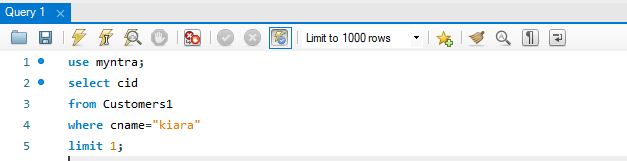 Query 1
Limit to 1000 rows
1 use myntra;
2 select cid
3 from Customers1
4 where cname="kiara"
5 limit 1;